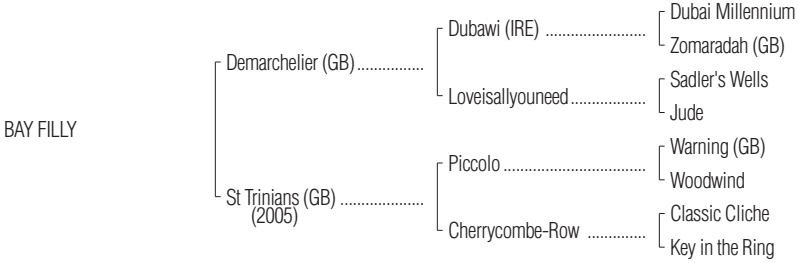 Dubai Millennium
Dubawi (IRE) ........................
Zomaradah (GB)
Demarchelier (GB) ................
Sadler's Wells
Loveisallyouneed ..................
Jude
BAY FILLY
Warning (GB)
Piccolo ..................................
Woodwind
St Trinians (GB) ....................
(2005)
Classic Cliche
Cherrycombe-Row ..............
Key in the Ring